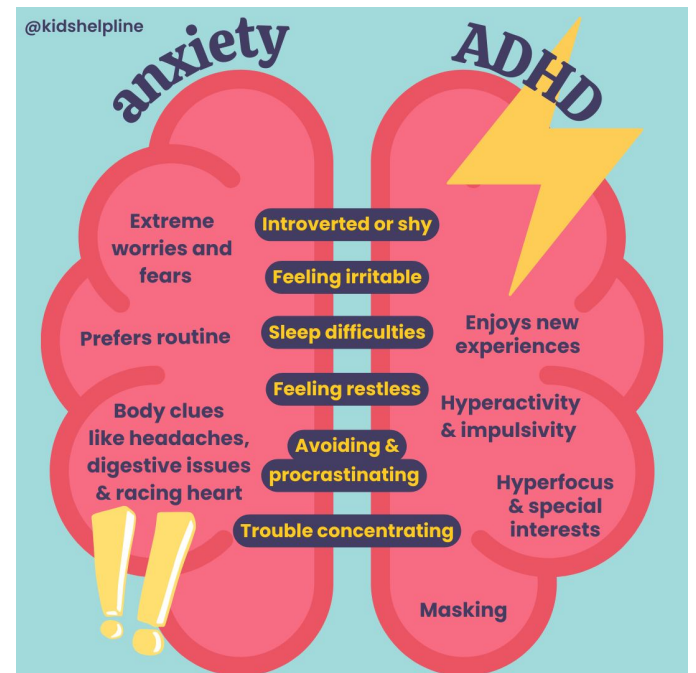 @kidshelpline
anxiety
ADHD
Extreme
worries and
fears
Prefers routine
Body clues
like headaches,
digestive issues
& racing heart
Introverted or shy
Feeling irritable
Sleep difficulties
Feeling restless
Avoiding &
procrastinating
Trouble concentrating
Enjoys new
experiences
Hyperactivity
& impulsivity
Hyperfocus
& special
interests
Masking